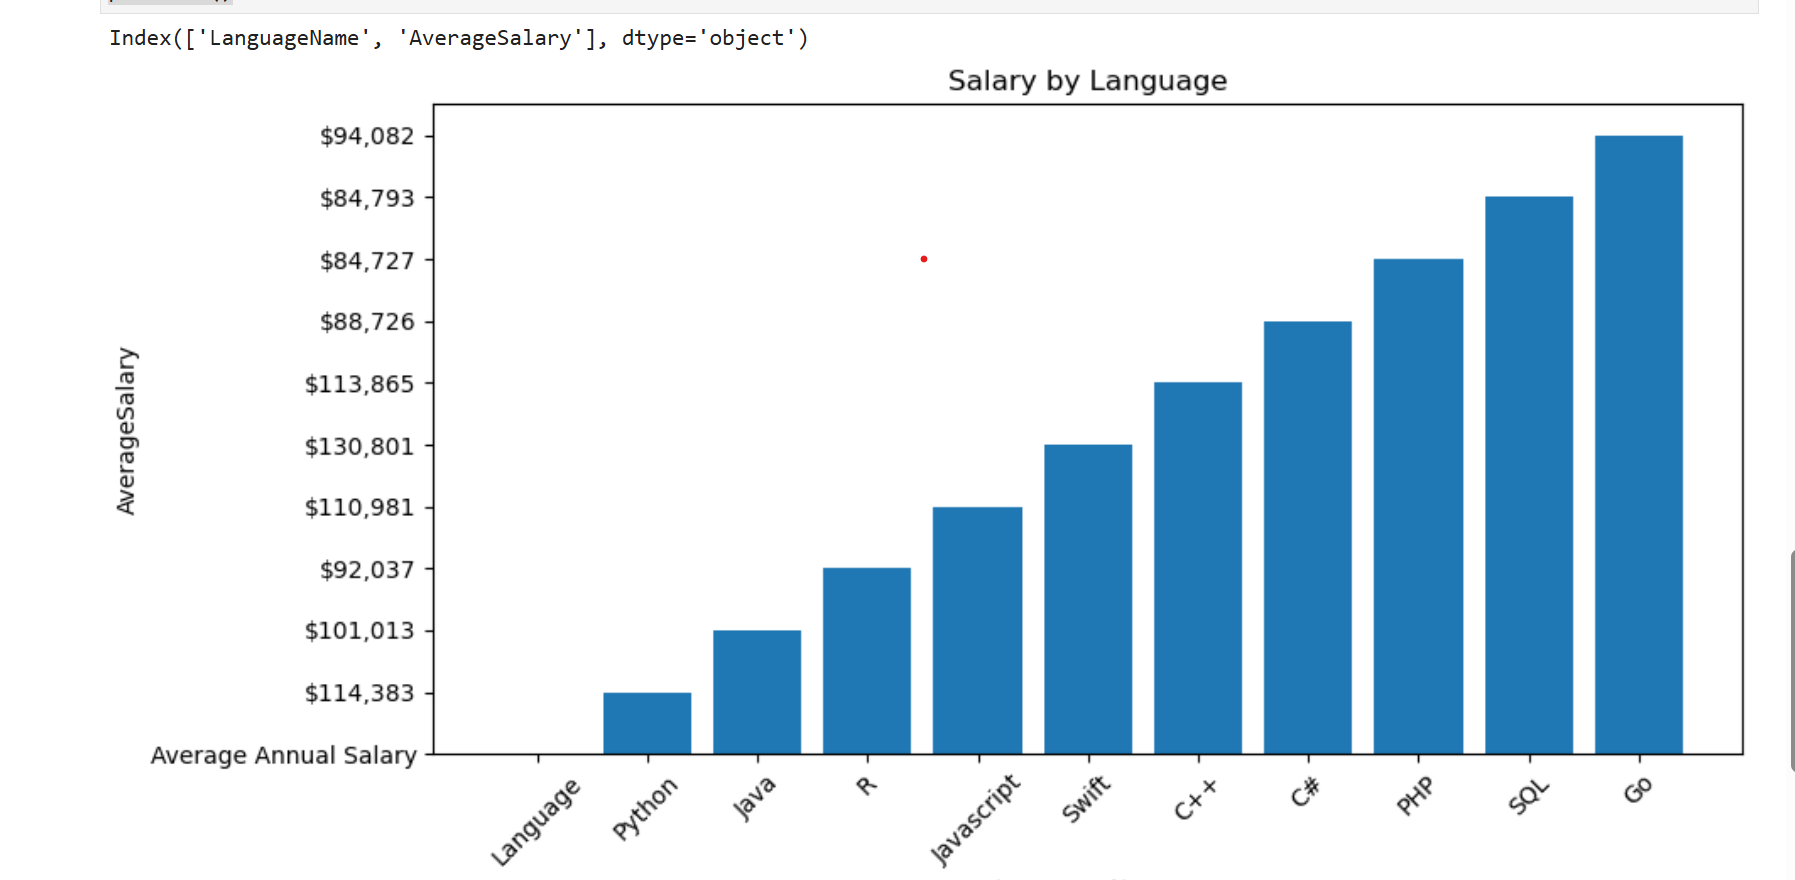 Index(['LanguageName', 'AverageSalary'], dtype='object')
Salary by Language
$94,082
$84,793
$84,727
$88,726
$113,865
$130,801
$110,981
$92,037
$101,013
$114,383
Average Annual Salary
AverageSalary
Language
Python
Java
R
Javascript
Swift
C++
C#
PHP
SQL
Go